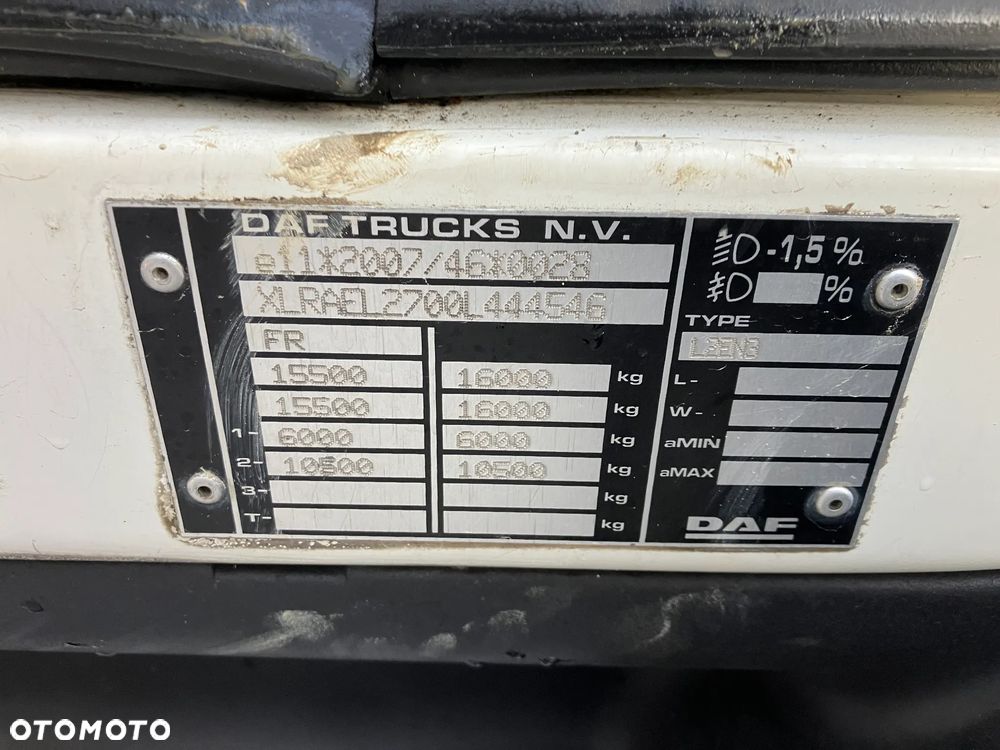 DAF TRUCKS N.V.
e11*2007/46*0028
XLRAEL2700L444546
FR
15500 16000 kg
15500 16000 kg
1- 6000 6000 kg
2- 10500 10500 kg
3- kg
T- kg
-1,5%
%
TYPE
L2EN3
L-
W-
aMIN
aMAX
DAF
OTOMOTO